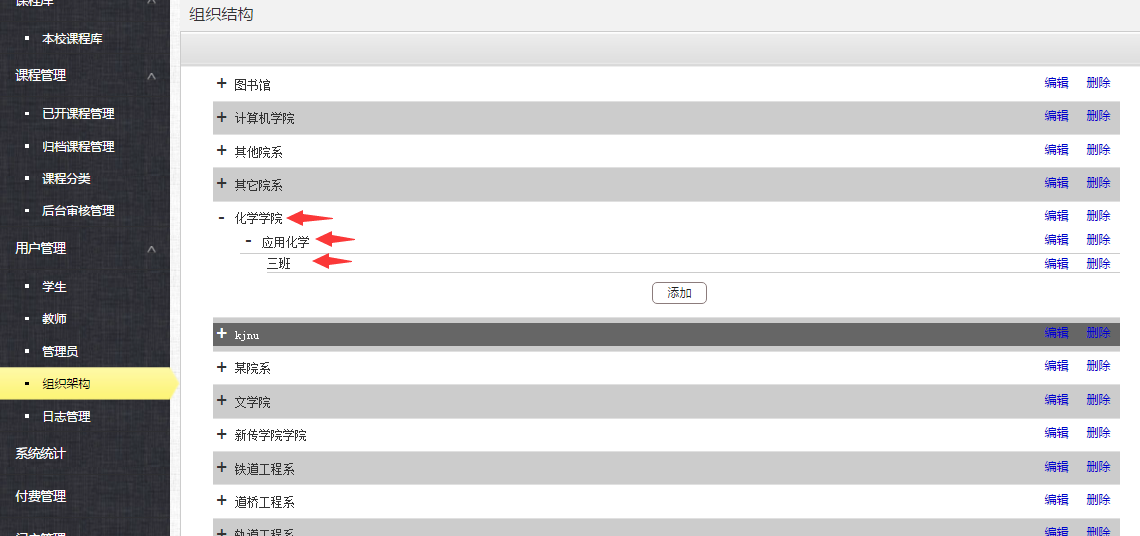 课程库
本校课程库
课程管理
已开课程管理
归档课程管理
课程分类
后台审核管理
用户管理
学生
教师
管理员
组织架构
日志管理
系统统计
付费管理
门户管理
组织结构
+ 图书馆 编辑 删除
+ 计算机学院 编辑 删除
+ 其他院系 编辑 删除
+ 其它院系 编辑 删除
- 化学学院 编辑 删除
- 应用化学 编辑 删除
三班 编辑 删除
添加
+ kjnu 编辑 删除
+ 某院系 编辑 删除
+ 文学院 编辑 删除
+ 新传学院学院 编辑 删除
+ 铁道工程系 编辑 删除
+ 道桥工程系 编辑 删除
+ 轨道工程系 编辑 删除